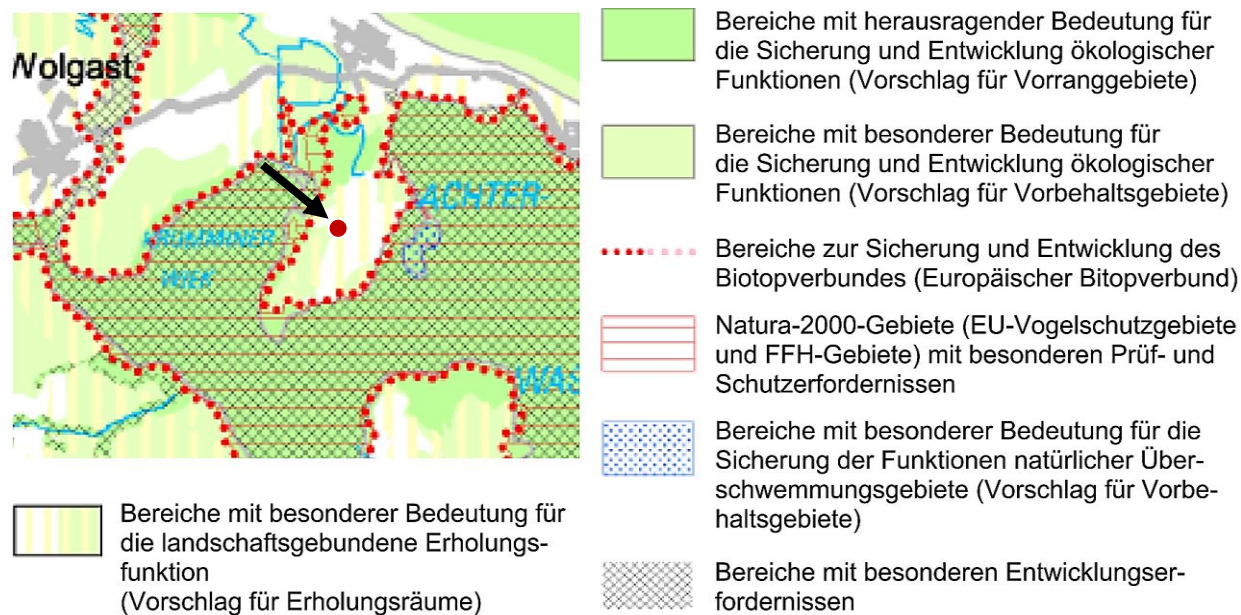 Wolgast
ACHTER-
KRUMMINER
WIEK
WAS
Bereiche mit besonderer Bedeutung für
die landschaftsgebundene Erholungs-
funktion
(Vorschlag für Erholungsräume)
Bereiche mit herausragender Bedeutung für
die Sicherung und Entwicklung ökologischer
Funktionen (Vorschlag für Vorranggebiete)
Bereiche mit besonderer Bedeutung für
die Sicherung und Entwicklung ökologischer
Funktionen (Vorschlag für Vorbehaltsgebiete)
Bereiche zur Sicherung und Entwicklung des
Biotopverbundes (Europäischer Bitopverbund)
Natura-2000-Gebiete (EU-Vogelschutzgebiete
und FFH-Gebiete) mit besonderen Prüf- und
Schutzerfordernissen
Bereiche mit besonderer Bedeutung für die
Sicherung der Funktionen natürlicher Über-
schwemmungsgebiete (Vorschlag für Vorbe-
haltsgebiete)
Bereiche mit besonderen Entwicklungser-
fordernissen